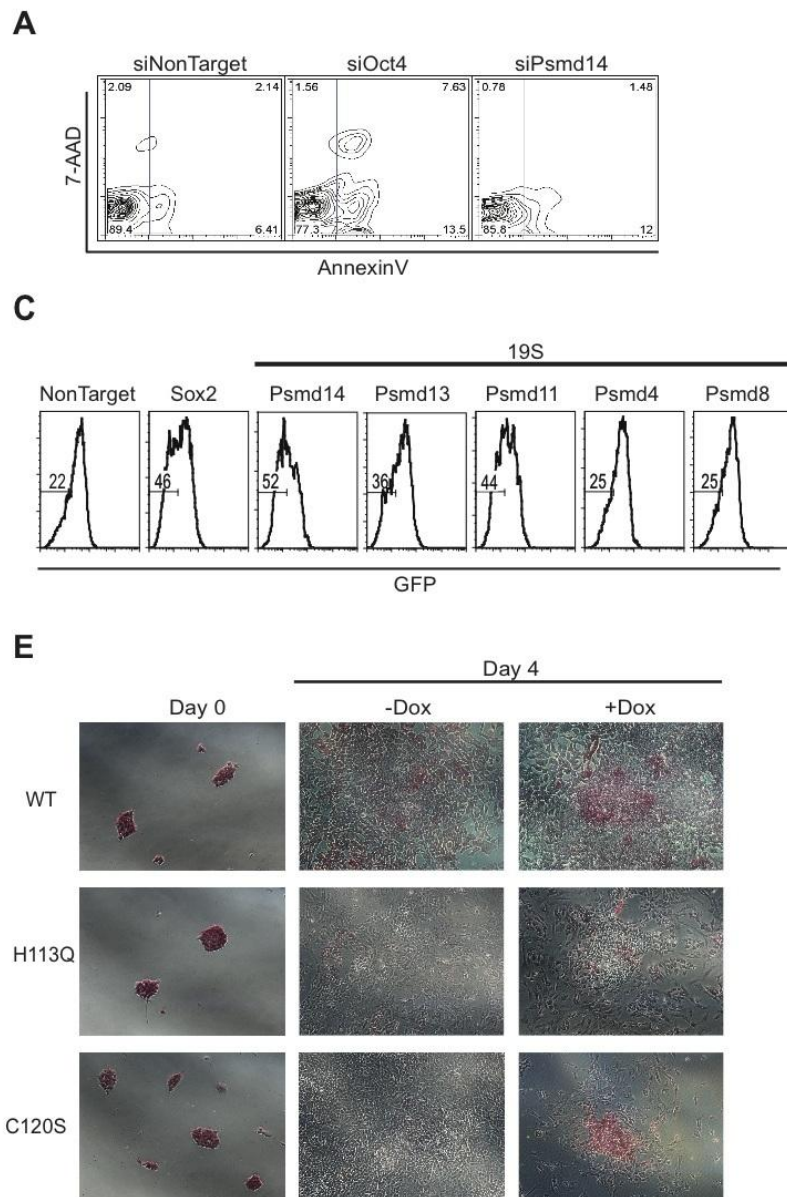 A
siNonTarget siOct4 siPsmd14
2.09 2.14 1.56 7.63 0.78 1.48
7-AAD
89.4 6.41 77.3 13.5 85.8 12
AnnexinV
C
19S
NonTarget Sox2 Psmd14 Psmd13 Psmd11 Psmd4 Psmd8
22 46 52 36 44 25 25
GFP
E
Day 4
Day 0 -Dox +Dox
WT
H113Q
C120S